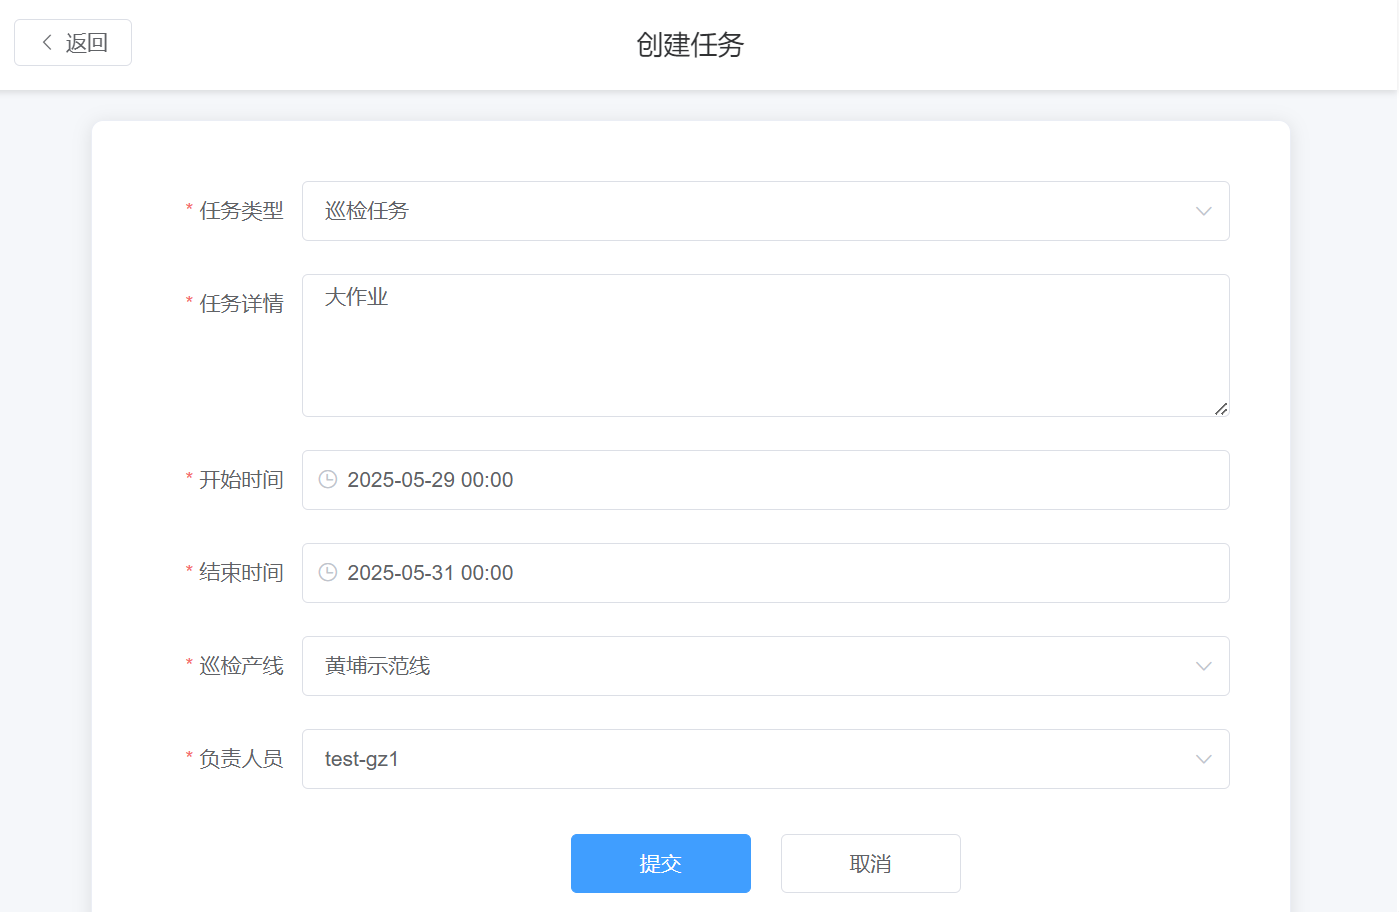 返回
创建任务
* 任务类型
巡检任务
* 任务详情
大作业
* 开始时间
2025-05-29 00:00
* 结束时间
2025-05-31 00:00
* 巡检产线
黄埔示范线
* 负责人员
test-gz1
提交
取消